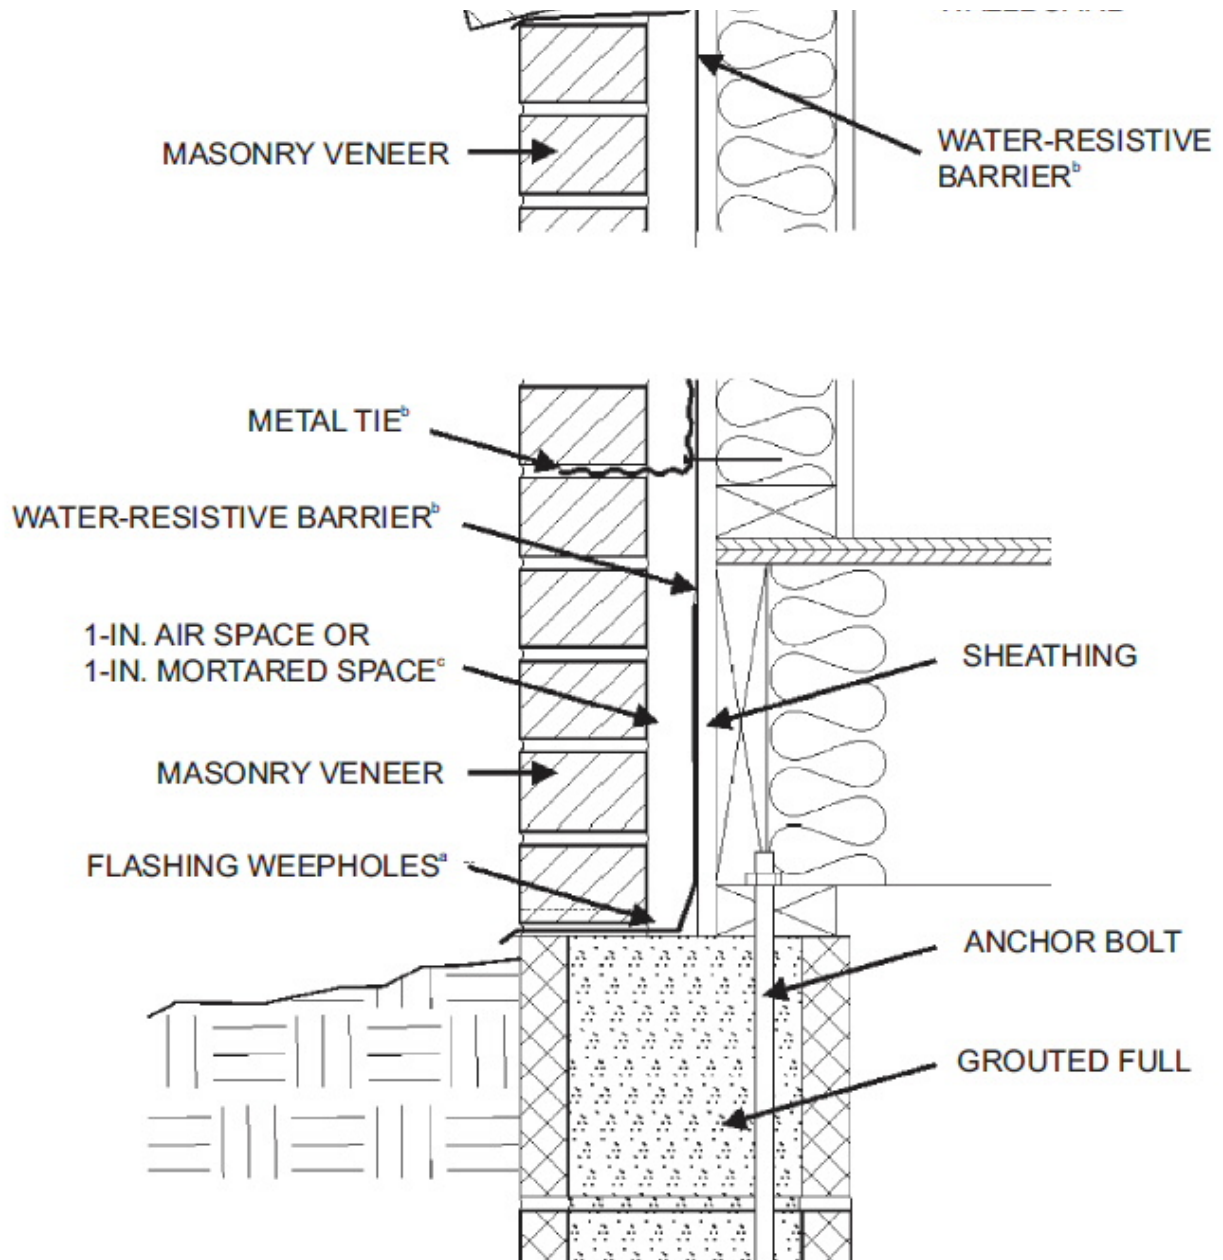 MASONRY VENEER
WATER-RESISTIVE
BARRIERᵇ
METAL TIEᵇ
WATER-RESISTIVE BARRIERᵇ
1-IN. AIR SPACE OR
1-IN. MORTARED SPACEᶜ
SHEATHING
MASONRY VENEER
FLASHING WEEPHOLESᵃ
ANCHOR BOLT
GROUTED FULL